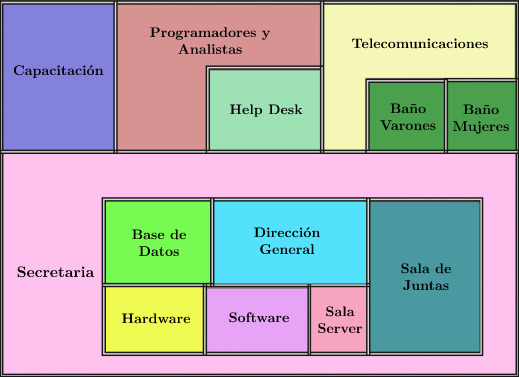 Capacitación
Programadores y
Analistas
Telecomunicaciones
Help Desk
Baño
Varones
Baño
Mujeres
Secretaria
Base de
Datos
Dirección
General
Sala de
Juntas
Hardware
Software
Sala
Server